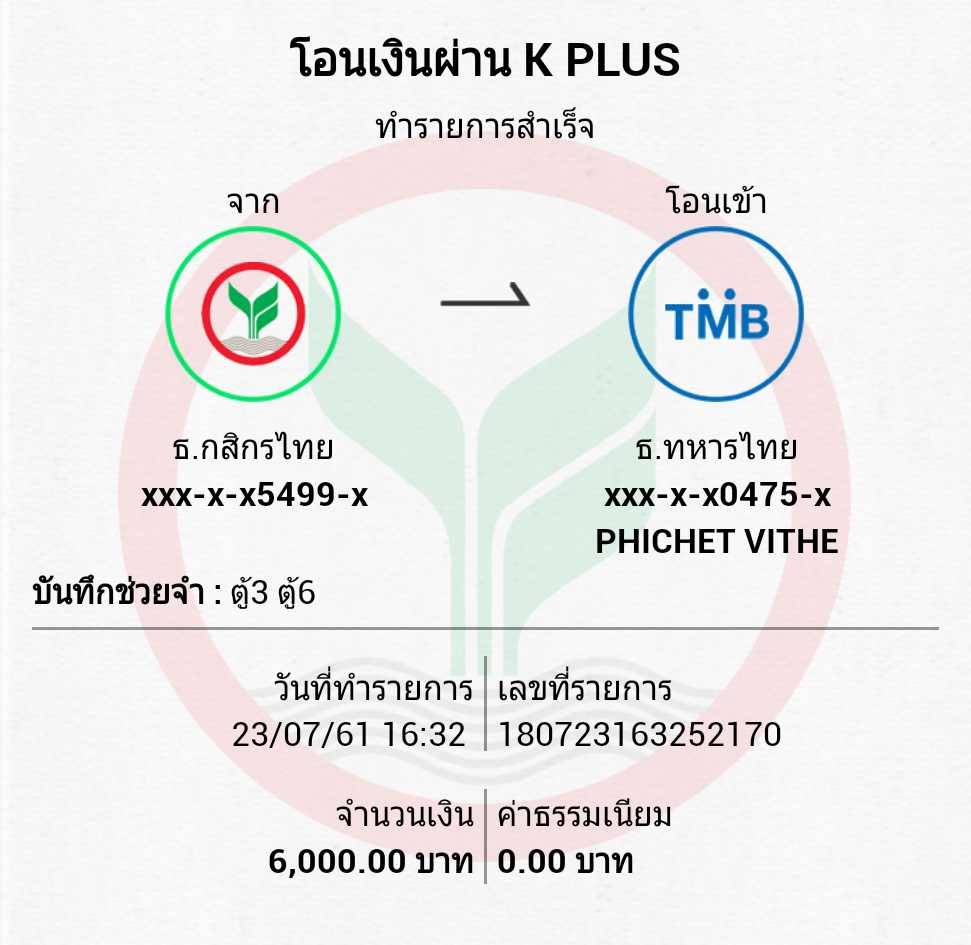 โอนเงินผ่าน K PLUS
ทำรายการสำเร็จ
จาก
โอนเข้า
TMB
ธ.กสิกรไทย
ธ.ทหารไทย
xxx-x-x5499-x
xxx-x-x0475-x
PHICHET VITHE
บันทึกช่วยจำ : ตู้3 ตู้6
วันที่ทำรายการ
เลขที่รายการ
23/07/61 16:32
180723163252170
จำนวนเงิน
ค่าธรรมเนียม
6,000.00 บาท
0.00 บาท